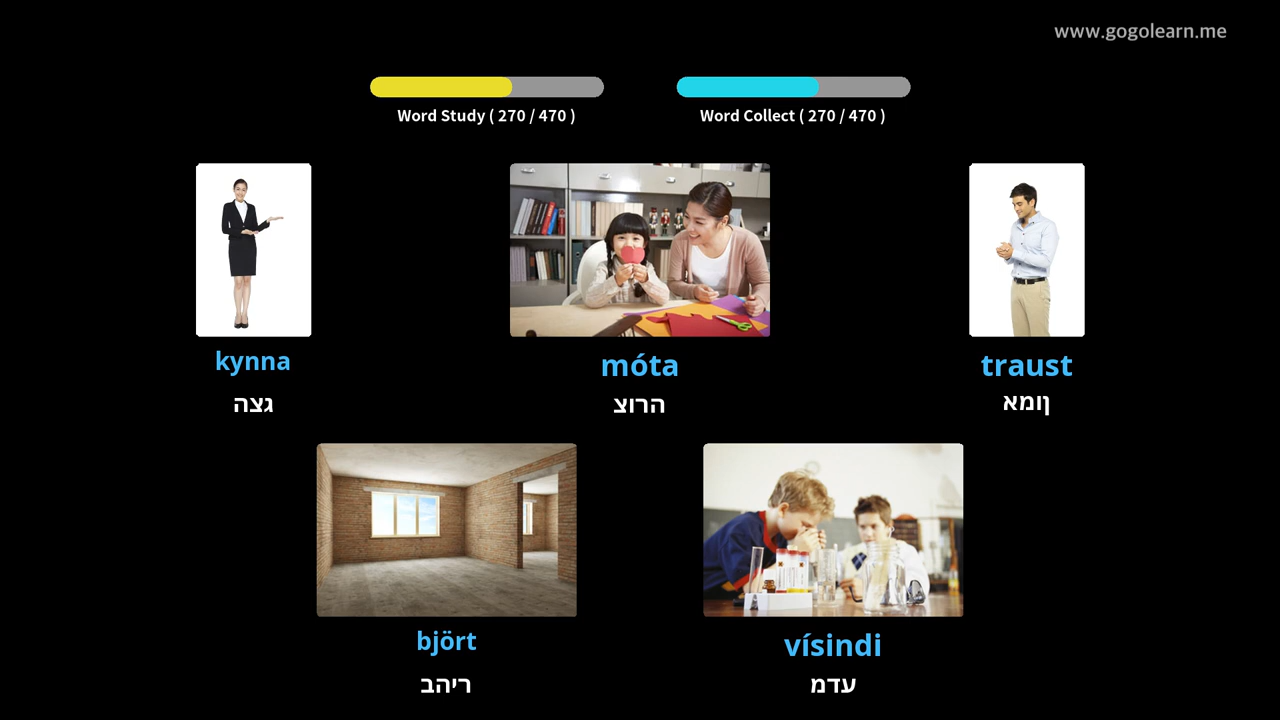 www.gogolearn.me
Word Study ( 270 / 470 )
Word Collect ( 270 / 470 )
kynna
גצה
móta
הרוצ
traust
ןומא
björt
ריהב
vísindi
עדמ